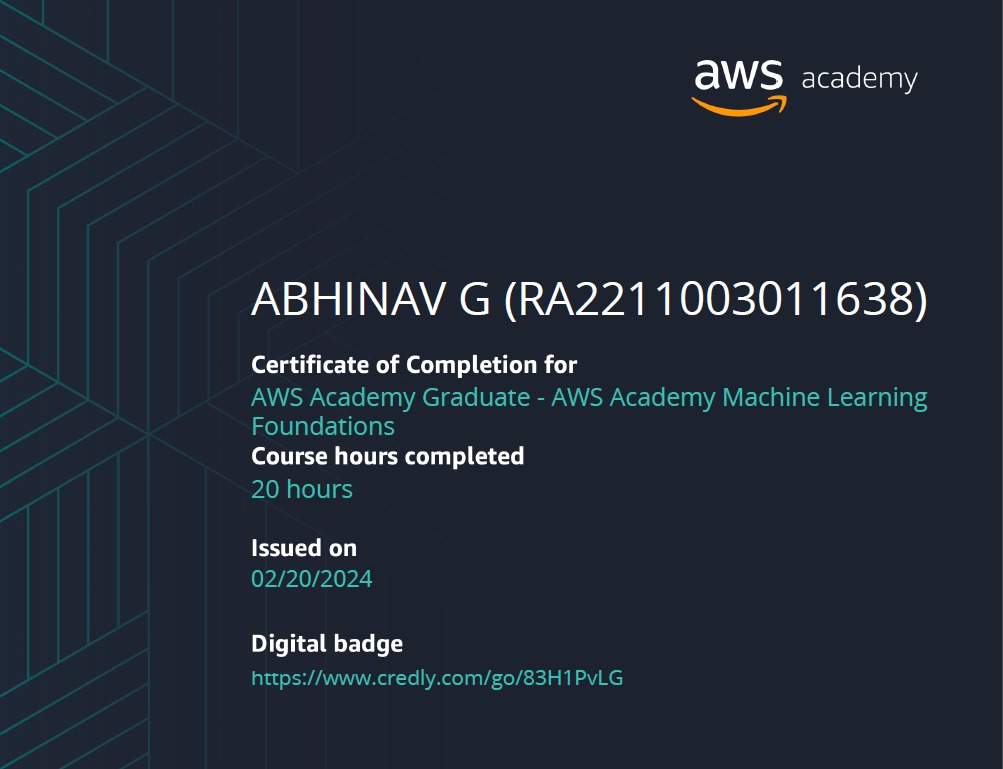 aws academy
ABHINAV G (RA2211003011638)
Certificate of Completion for
AWS Academy Graduate - AWS Academy Machine Learning
Foundations
Course hours completed
20 hours
Issued on
02/20/2024
Digital badge
https://www.credly.com/go/83H1PvLG